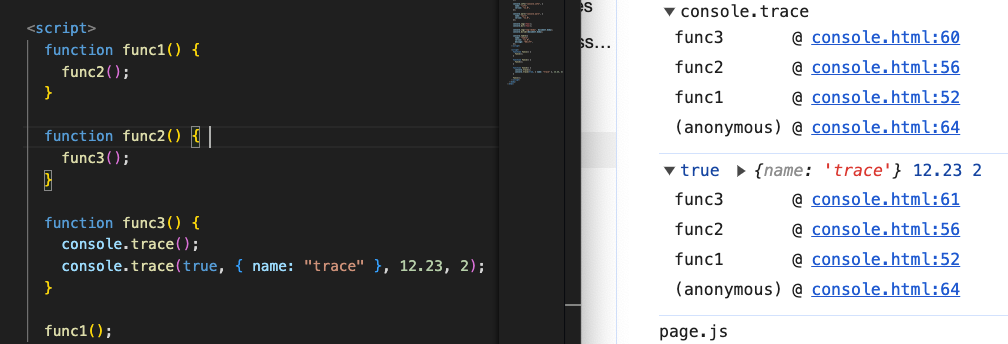 <script>
function func1() {
func2();
}
function func2() {
func3();
}
function func3() {
console.trace();
console.trace(true, { name: "trace" }, 12.23, 2);
}
func1();
es
ss...
▼ console.trace
func3 @ console.html:60
func2 @ console.html:56
func1 @ console.html:52
(anonymous) @ console.html:64
▼ true ▶ {name: 'trace'} 12.23 2
func3 @ console.html:61
func2 @ console.html:56
func1 @ console.html:52
(anonymous) @ console.html:64
page.js